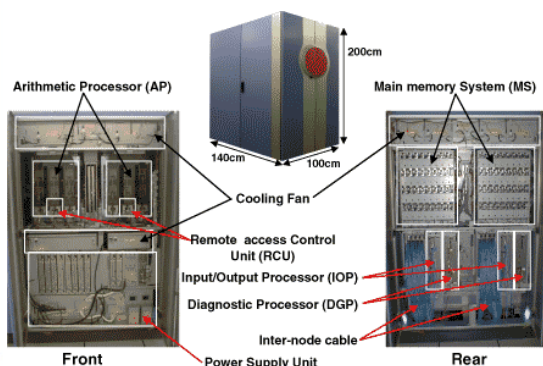 200cm
140cm
100cm
Arithmetic Processor (AP)
Main memory System (MS)
Cooling Fan
Remote access Control
Unit (RCU)
Input/Output Processor (IOP)
Diagnostic Processor (DGP)
Inter-node cable
Front
Power Supply Unit
Rear